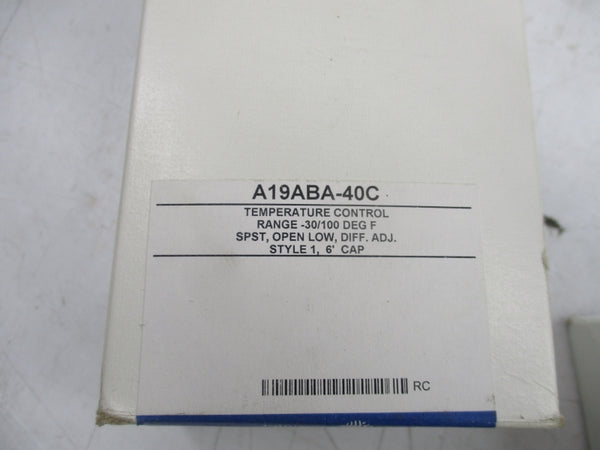 A19ABA-40C
TEMPERATURE CONTROL
RANGE -30/100 DEG F
SPST, OPEN LOW, DIFF. ADJ.
STYLE 1, 6' CAP
RC